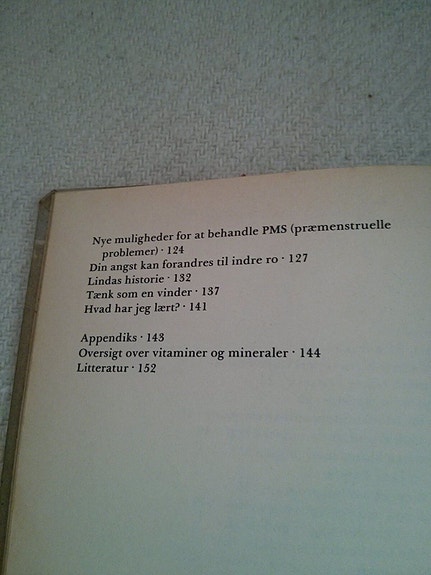 Nye muligheder for at behandle PMS (præmenstruelle
problemer) · 124
Din angst kan forandres til indre ro · 127
Lindas historie · 132
Tænk som en vinder · 137
Hvad har jeg lært? · 141
Appendiks · 143
Oversigt over vitaminer og mineraler · 144
Litteratur · 152